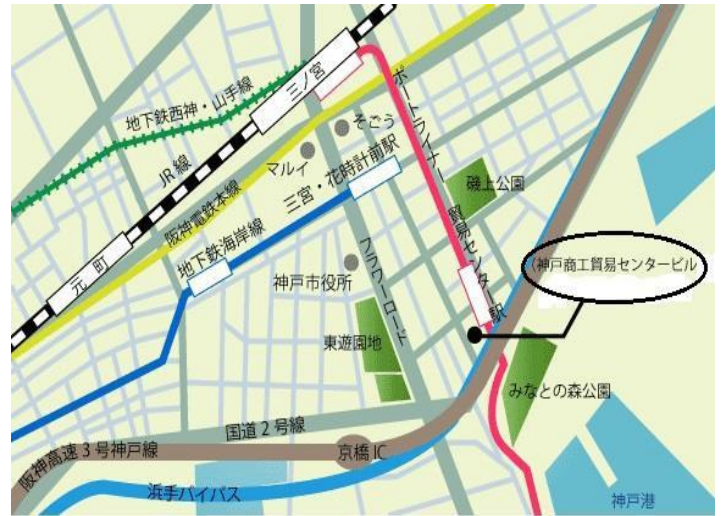 三ノ宮
地下鉄西神・山手線
ポートライナー
そごう
JR線
マルイ
阪神電鉄本線
三宮・花時計前駅
磯上公園
貿易センター駅
元町
地下鉄海岸線
神戸市役所
フラワーロード
(神戸商工貿易センタービル
東遊園地
みなとの森公園
国道2号線
阪神高速3号神戸線
京橋IC
浜手バイパス
神戸港